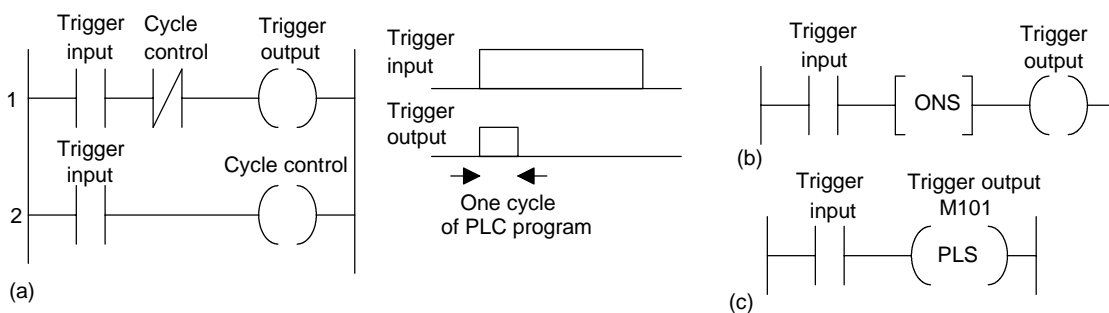 Trigger
input
Cycle
control
Trigger
output
1
Trigger
input
Cycle control
2
(a)
Trigger
input
Trigger
output
One cycle
of PLC program
Trigger
input
ONS
Trigger
output
(b)
Trigger
input
Trigger output
M101
PLS
(c)